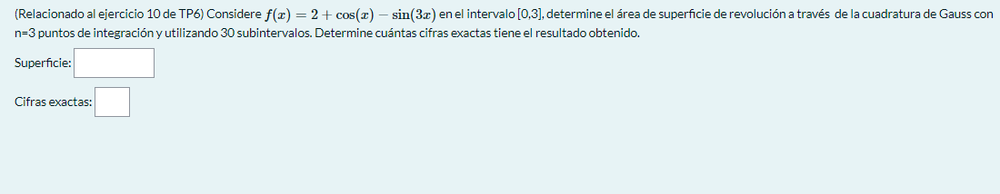 (Relacionado al ejercicio 10 de TP6) Considere f(x) = 2 + cos(x) − sin(3x) en el intervalo [0,3], determine el área de superficie de revolución a través de la cuadratura de Gauss con
n=3 puntos de integración y utilizando 30 subintervalos. Determine cuántas cifras exactas tiene el resultado obtenido.
Superficie:
Cifras exactas: